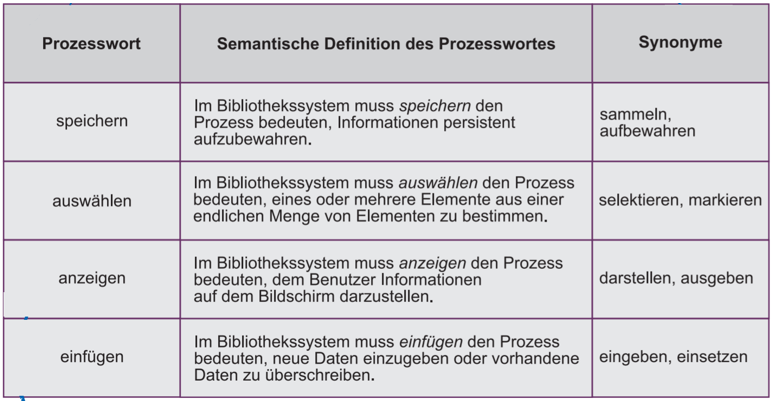 Prozesswort
Semantische Definition des Prozesswortes
Synonyme
speichern
Im Bibliothekssystem muss speichern den
Prozess bedeuten, Informationen persistent
aufzubewahren.
sammeln,
aufbewahren
auswählen
Im Bibliothekssystem muss auswählen den Prozess
bedeuten, eines oder mehrere Elemente aus einer
endlichen Menge von Elementen zu bestimmen.
selektieren, markieren
anzeigen
Im Bibliothekssystem muss anzeigen den Prozess
bedeuten, dem Benutzer Informationen
auf dem Bildschirm darzustellen.
darstellen, ausgeben
einfügen
Im Bibliothekssystem muss einfügen den Prozess
bedeuten, neue Daten einzugeben oder vorhandene
Daten zu überschreiben.
eingeben, einsetzen